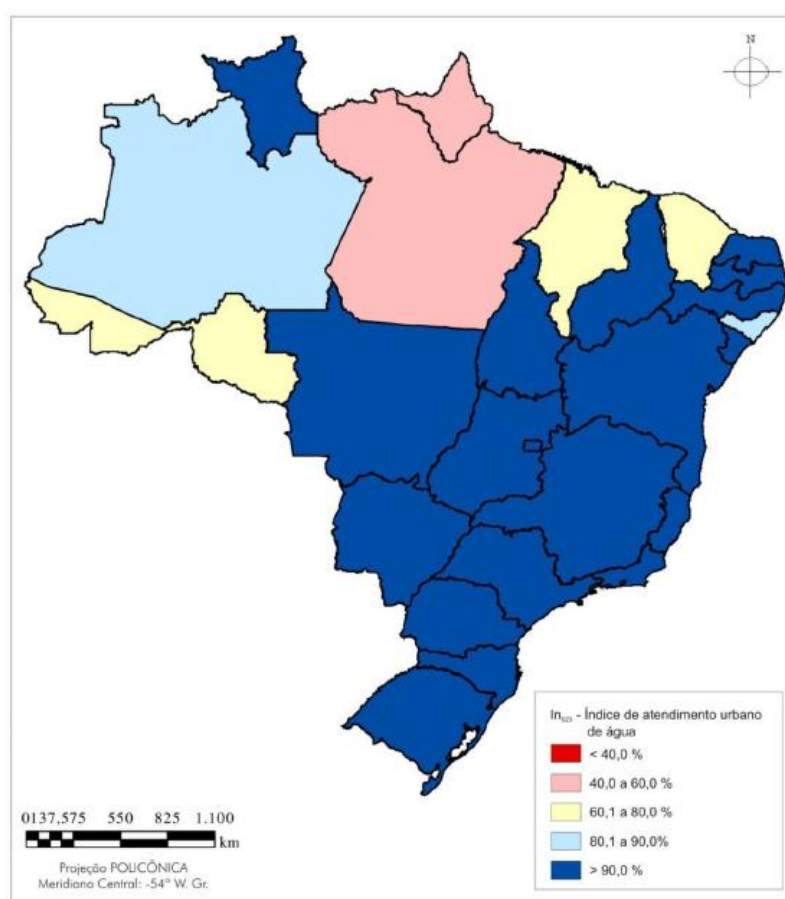 N
In₀₂₃ - Índice de atendimento urbano
de água
< 40,0 %
40,0 a 60,0 %
60,1 a 80,0 %
80,1 a 90,0%
> 90,0 %
0137,575 550 825 1.100
km
Projeção POLICÔNICA
Meridiano Central: -54º W. Gr.